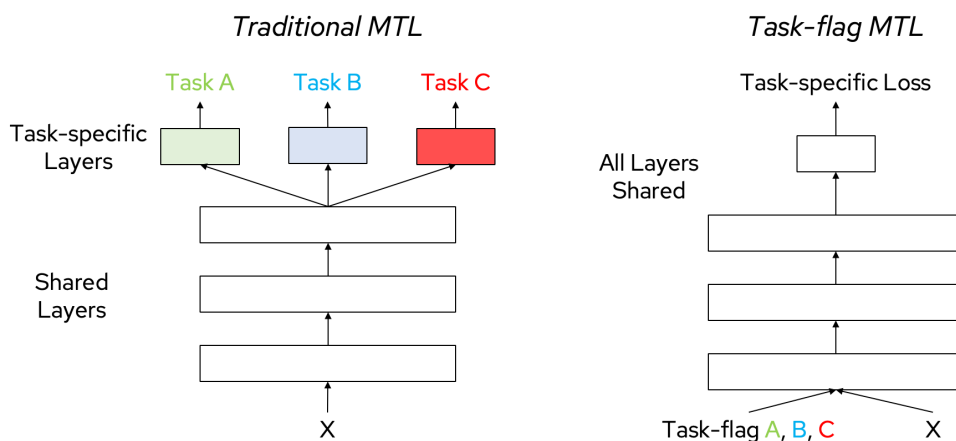 Traditional MTL
Task A
Task B
Task C
Task-specific
Layers
Shared
Layers
X
Task-flag MTL
Task-specific Loss
All Layers
Shared
Task-flag A, B, C
X